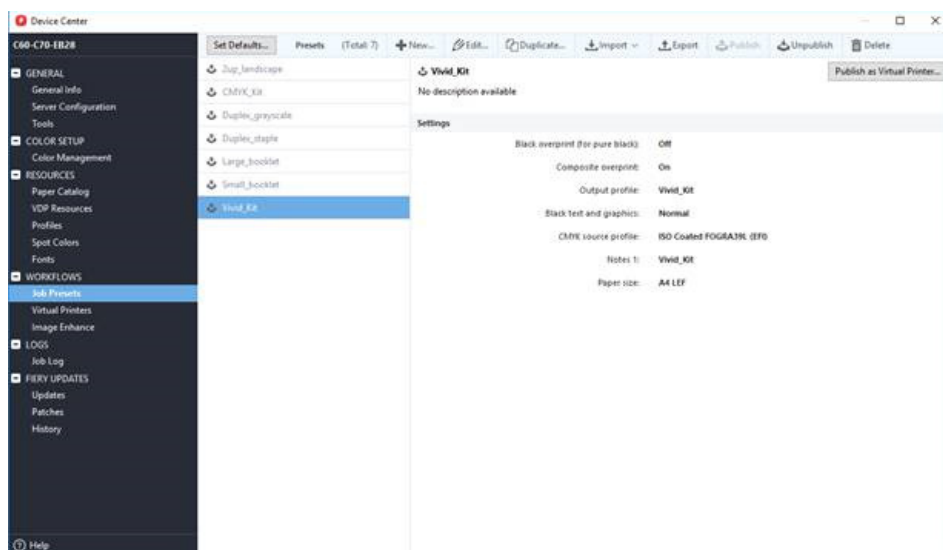 Device Center
C60-C70-EB28
Set Defaults...
Presets (Total: 7)
New...
Edit...
Duplicate...
Import
Export
Publish
Unpublish
Delete
GENERAL
General Info
Server Configuration
Tools
COLOR SETUP
Color Management
RESOURCES
Paper Catalog
VDP Resources
Profiles
Spot Colors
Fonts
WORKFLOWS
Job Presets
Virtual Printers
Image Enhance
LOGS
Job Log
FIERY UPDATES
Updates
Patches
History
Help
2up_landscape
CMYK_Kit
Duplex_grayscale
Duplex_staple
Large_booklet
Small_booklet
Vivid_Kit
Vivid_Kit
Publish as Virtual Printer...
No description available
Settings
Black overprint (for pure black): Off
Composite overprint: On
Output profile: Vivid_Kit
Black text and graphics: Normal
CMYK source profile: ISO Coated FOGRA39L (EFI)
Notes 1: Vivid_Kit
Paper size: A4 LEF